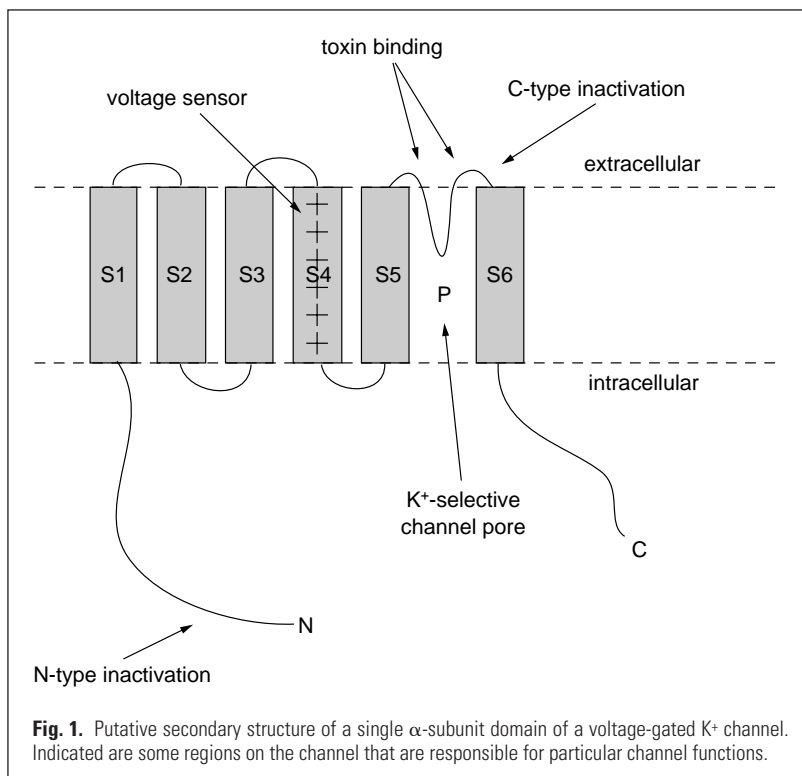 toxin binding
voltage sensor
C-type inactivation
extracellular
S1
S2
S3
S4
S5
P
S6
intracellular
K+-selective
channel pore
C
N
N-type inactivation
Fig. 1. Putative secondary structure of a single α-subunit domain of a voltage-gated K+ channel.
Indicated are some regions on the channel that are responsible for particular channel functions.